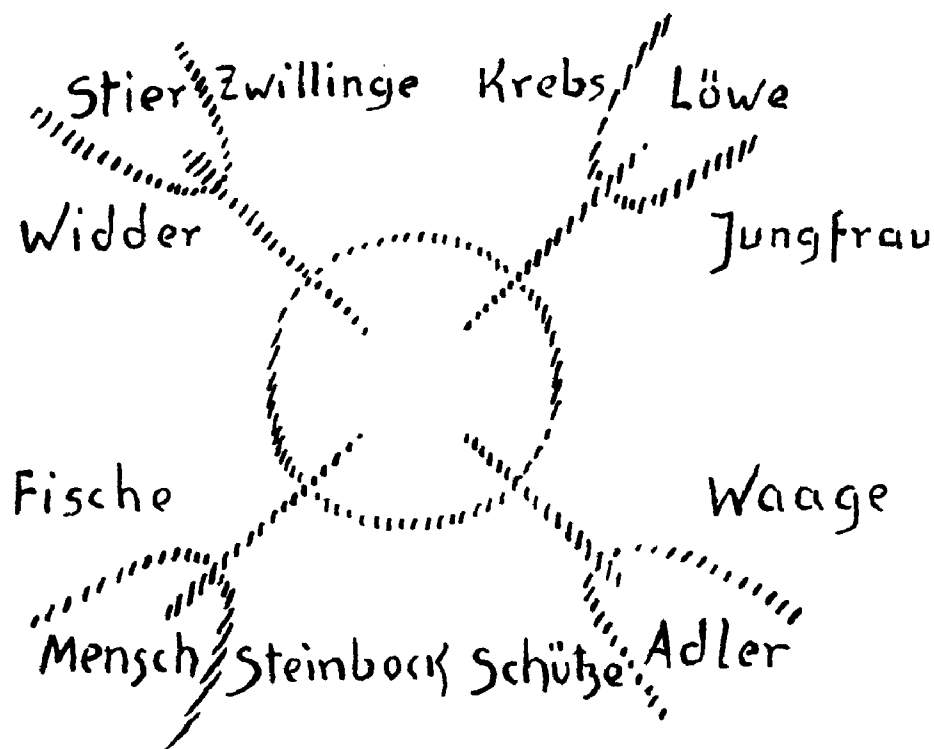 Stier Zwillinge Krebs Löwe
Widder Jungfrau
Fische Waage
Mensch Steinbock Schütze Adler